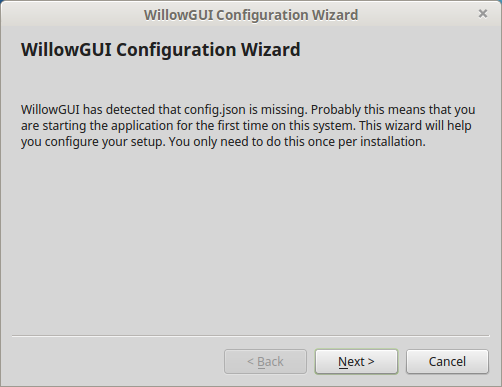 WillowGUI Configuration Wizard
WillowGUI Configuration Wizard
WillowGUI has detected that config.json is missing. Probably this means that you
are starting the application for the first time on this system. This wizard will help
you configure your setup. You only need to do this once per installation.
< Back
Next >
Cancel